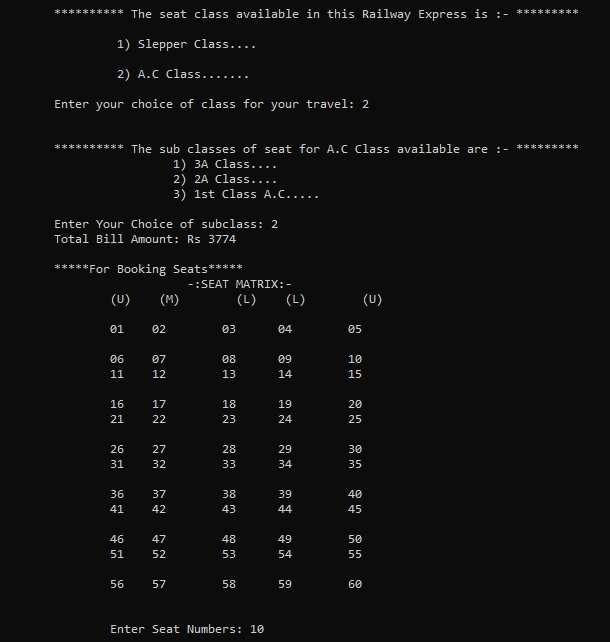 ********** The seat class available in this Railway Express is :- *********
1) Slepper Class....
2) A.C Class.......
Enter your choice of class for your travel: 2
********** The sub classes of seat for A.C Class available are :- *********
1) 3A Class....
2) 2A Class....
3) 1st Class A.C.....
Enter Your Choice of subclass: 2
Total Bill Amount: Rs 3774
*****For Booking Seats*****
-:SEAT MATRIX:-
(U) (M) (L) (L) (U)
01 02 03 04 05
06 07 08 09 10
11 12 13 14 15
16 17 18 19 20
21 22 23 24 25
26 27 28 29 30
31 32 33 34 35
36 37 38 39 40
41 42 43 44 45
46 47 48 49 50
51 52 53 54 55
56 57 58 59 60
Enter Seat Numbers: 10